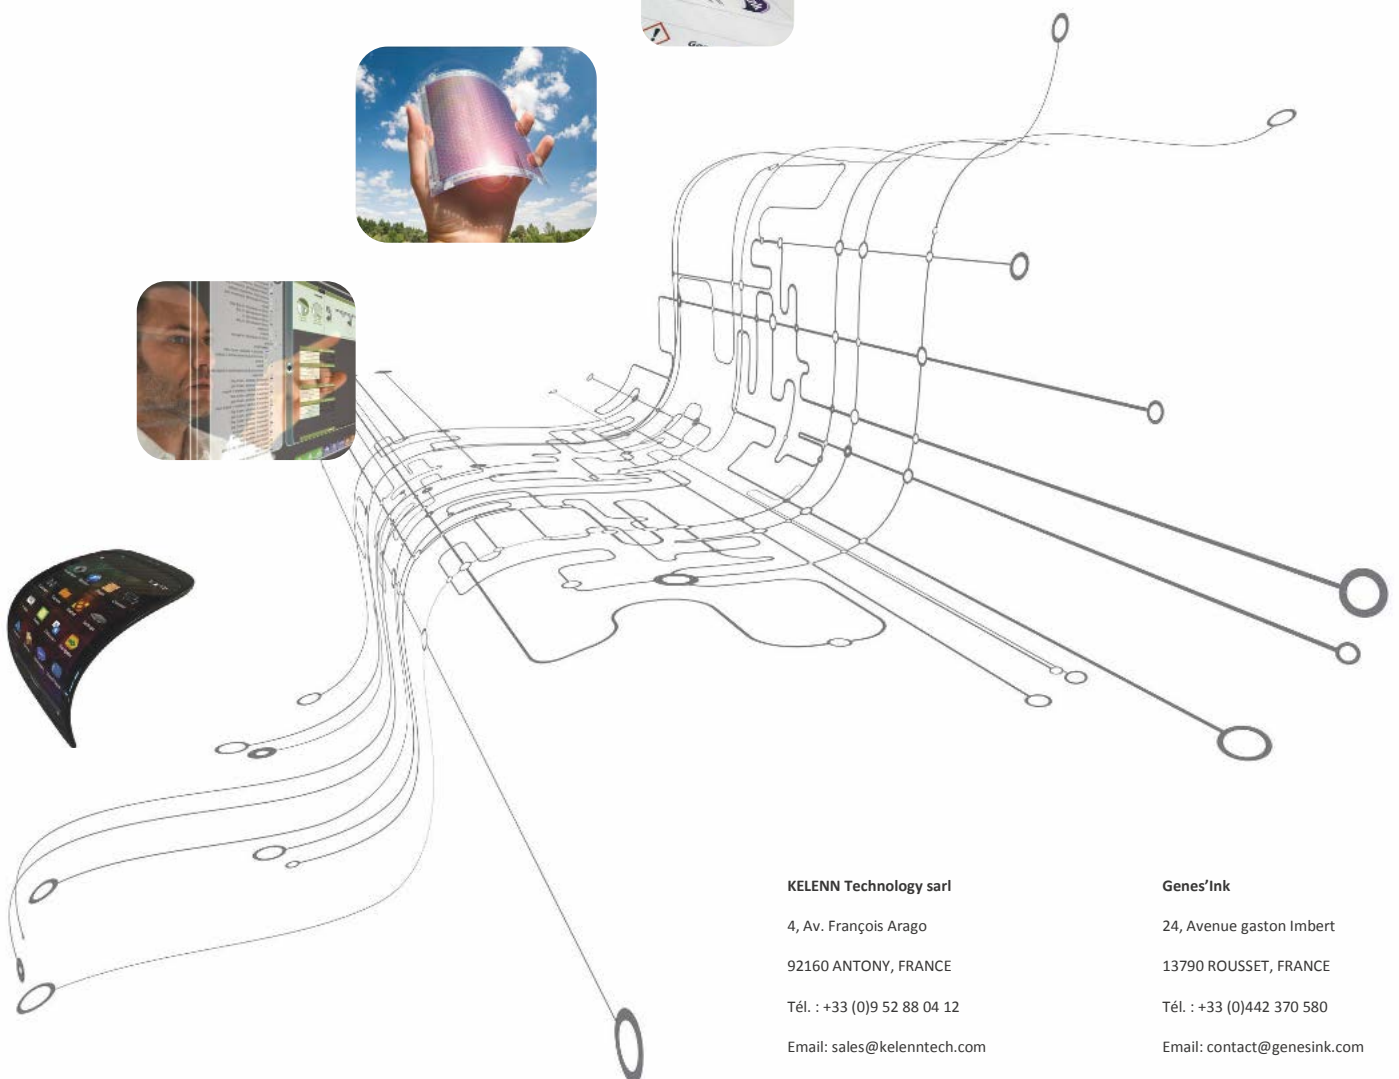 KELENN Technology sarl
4, Av. François Arago
92160 ANTONY, FRANCE
Tél. : +33 (0)9 52 88 04 12
Email: sales@kelenntech.com
Genes’Ink
24, Avenue gaston Imbert
13790 ROUSSET, FRANCE
Tél. : +33 (0)442 370 580
Email: contact@genesink.com